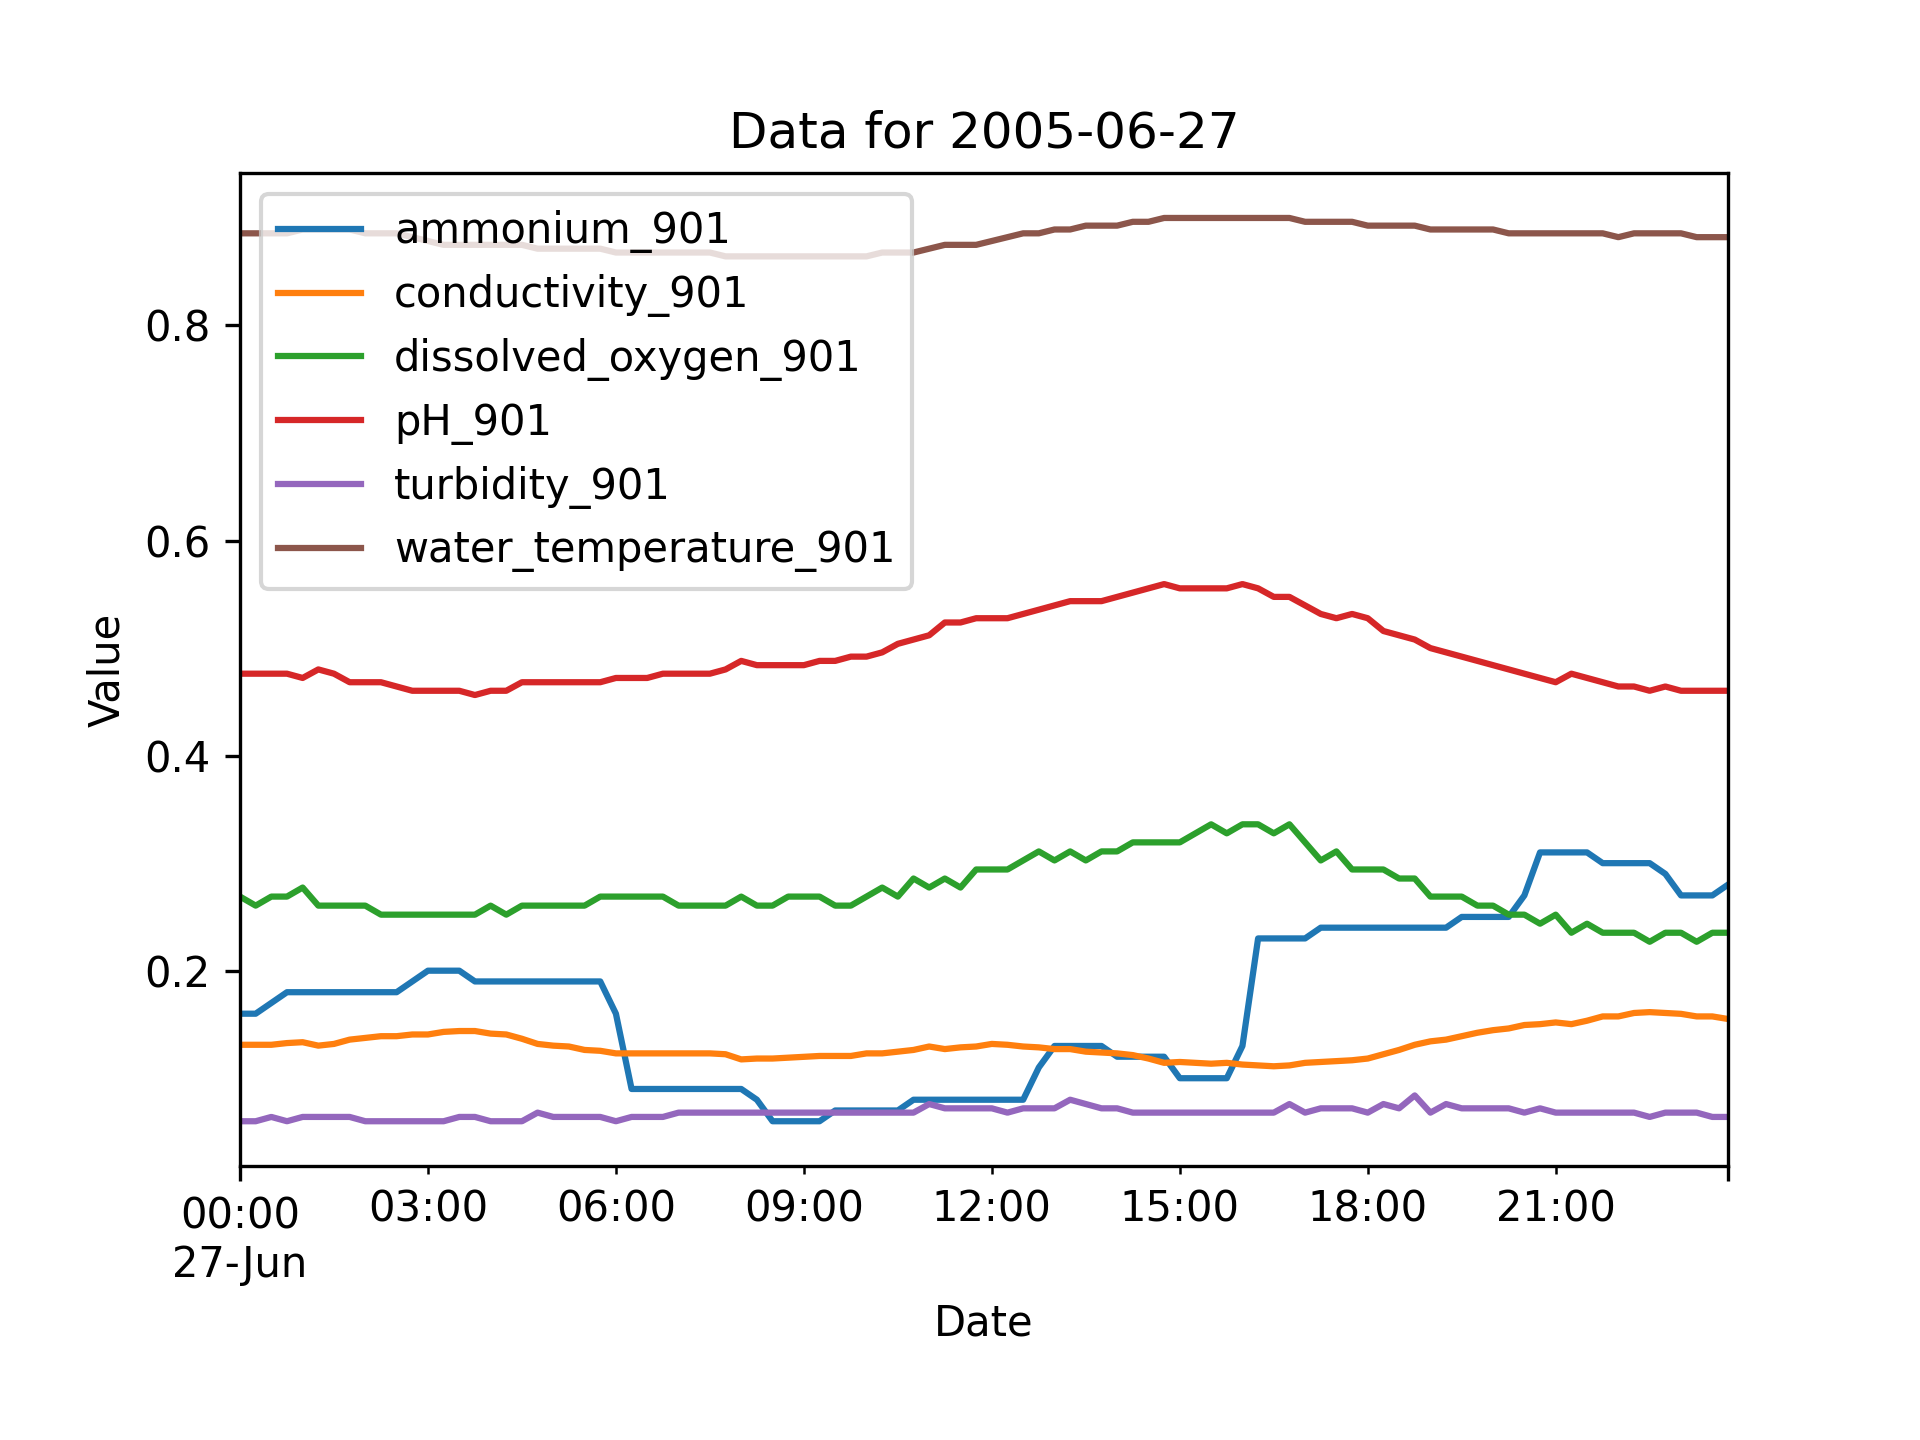 Data for 2005-06-27
ammonium_901
conductivity_901
dissolved_oxygen_901
pH_901
turbidity_901
water_temperature_901
Value
0.8
0.6
0.4
0.2
00:00 03:00 06:00 09:00 12:00 15:00 18:00 21:00
27-Jun
Date